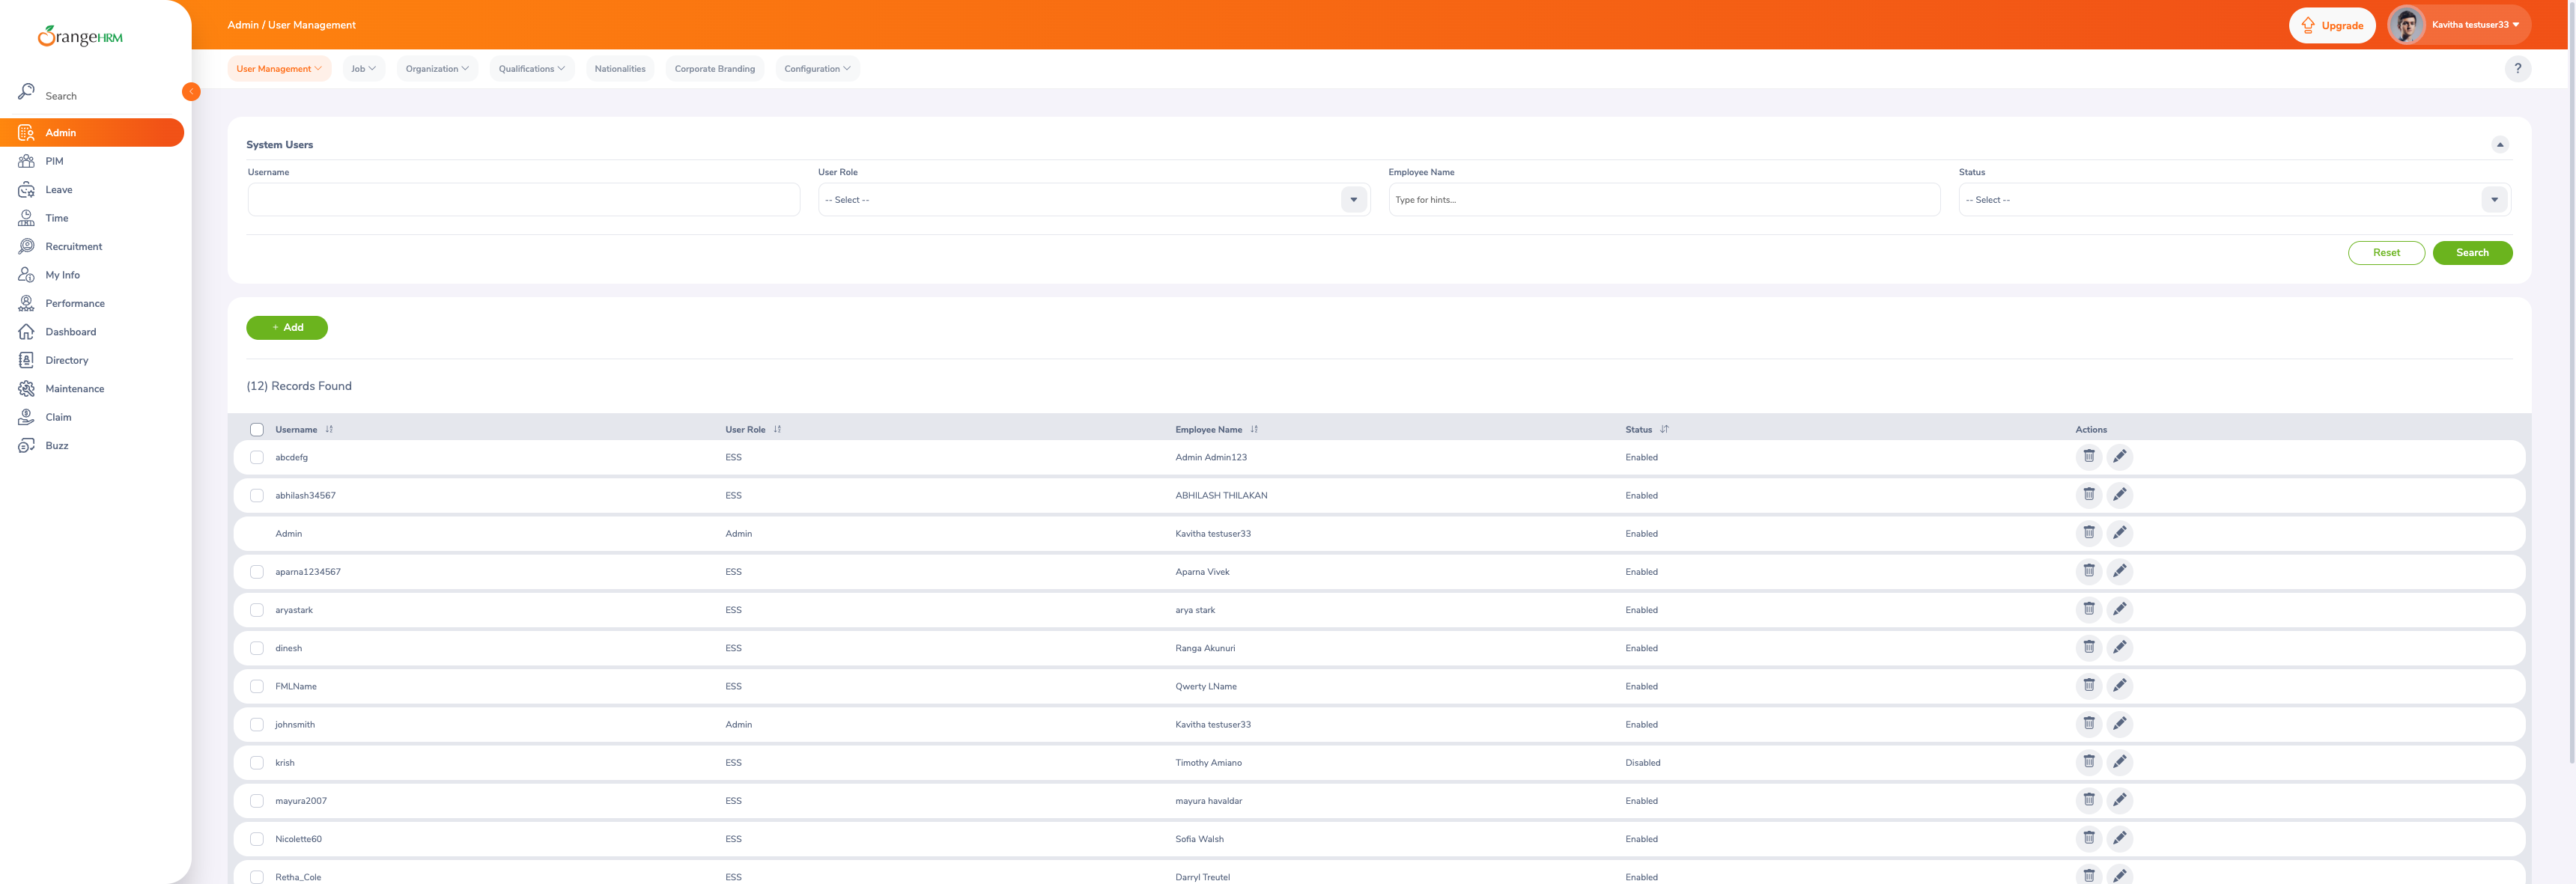 OrangeHRM
Admin / User Management
Upgrade
Kavitha testuser33
User Management
Job
Organization
Qualifications
Nationalities
Corporate Branding
Configuration
?
Search
Admin
PIM
Leave
Time
Recruitment
My Info
Performance
Dashboard
Directory
Maintenance
Claim
Buzz
System Users
Username User Role Employee Name Status
-- Select -- Type for hints... -- Select --
Reset Search
+ Add
(12) Records Found
Username User Role Employee Name Status Actions
abcdefg ESS Admin Admin123 Enabled
abhilash34567 ESS ABHILASH THILAKAN Enabled
Admin Admin Kavitha testuser33 Enabled
aparna1234567 ESS Aparna Vivek Enabled
aryastark ESS arya stark Enabled
dinesh ESS Ranga Akunuri Enabled
FMLName ESS Qwerty LName Enabled
johnsmith Admin Kavitha testuser33 Enabled
krish ESS Timothy Amiano Disabled
mayura2007 ESS mayura havaldar Enabled
Nicolette60 ESS Sofia Walsh Enabled
Retha_Cole ESS Darryl Treutel Enabled